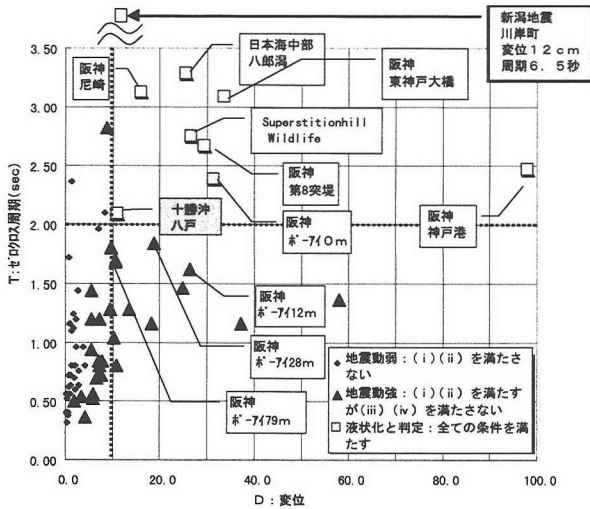 新潟地震
川岸町
変位12cm
周期6.5秒
日本海中部
八郎潟
阪神
尼崎
阪神
東神戸大橋
Superstitionhill
Wildlife
阪神
第8突堤
十勝沖
八戸
阪神
ポーアイ0m
阪神
神戸港
阪神
ポーアイ12m
阪神
ポーアイ28m
阪神
ポーアイ79m
◆ 地震動弱:(i)(ii)を満たさ
ない
▲ 地震動強:(i)(ii)を満たす
が(iii)(iv)を満たさない
□ 液状化と判定:全ての条件を満
たす
T:ゼロクロス周期(sec)
3.50
3.00
2.50
2.00
1.50
1.00
0.50
0.00
0.0 20.0 40.0 60.0 80.0 100.0
D:変位